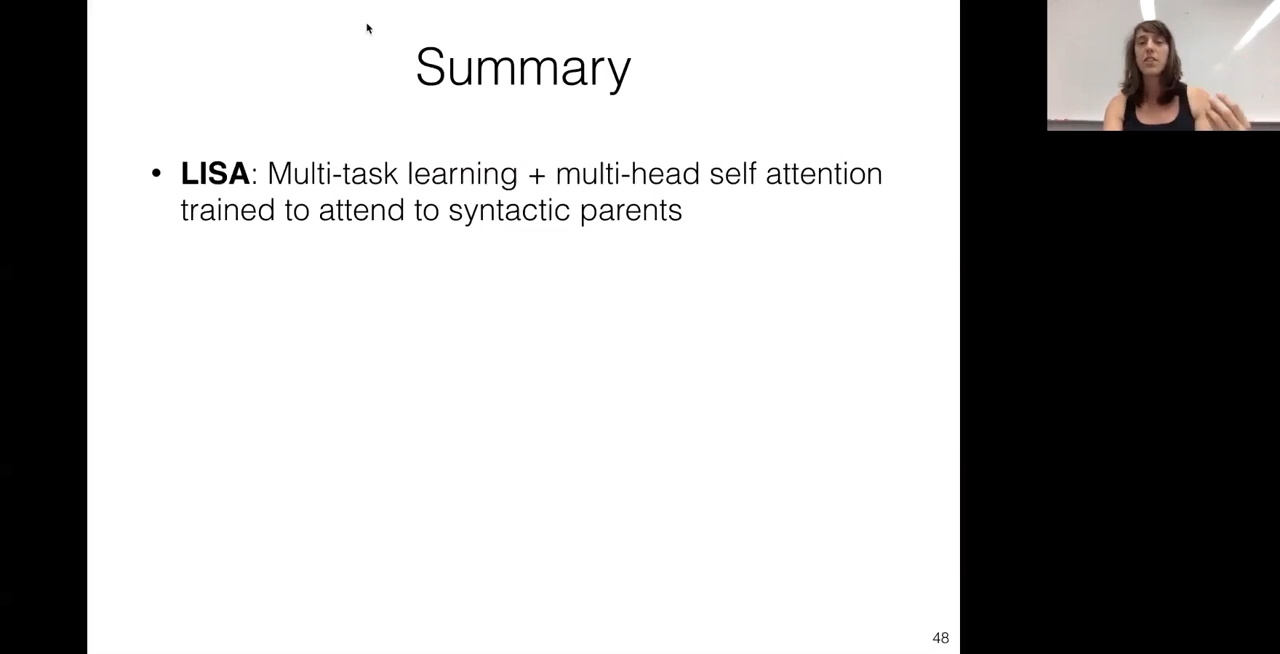 Summary
• LISA: Multi-task learning + multi-head self attention
trained to attend to syntactic parents
48